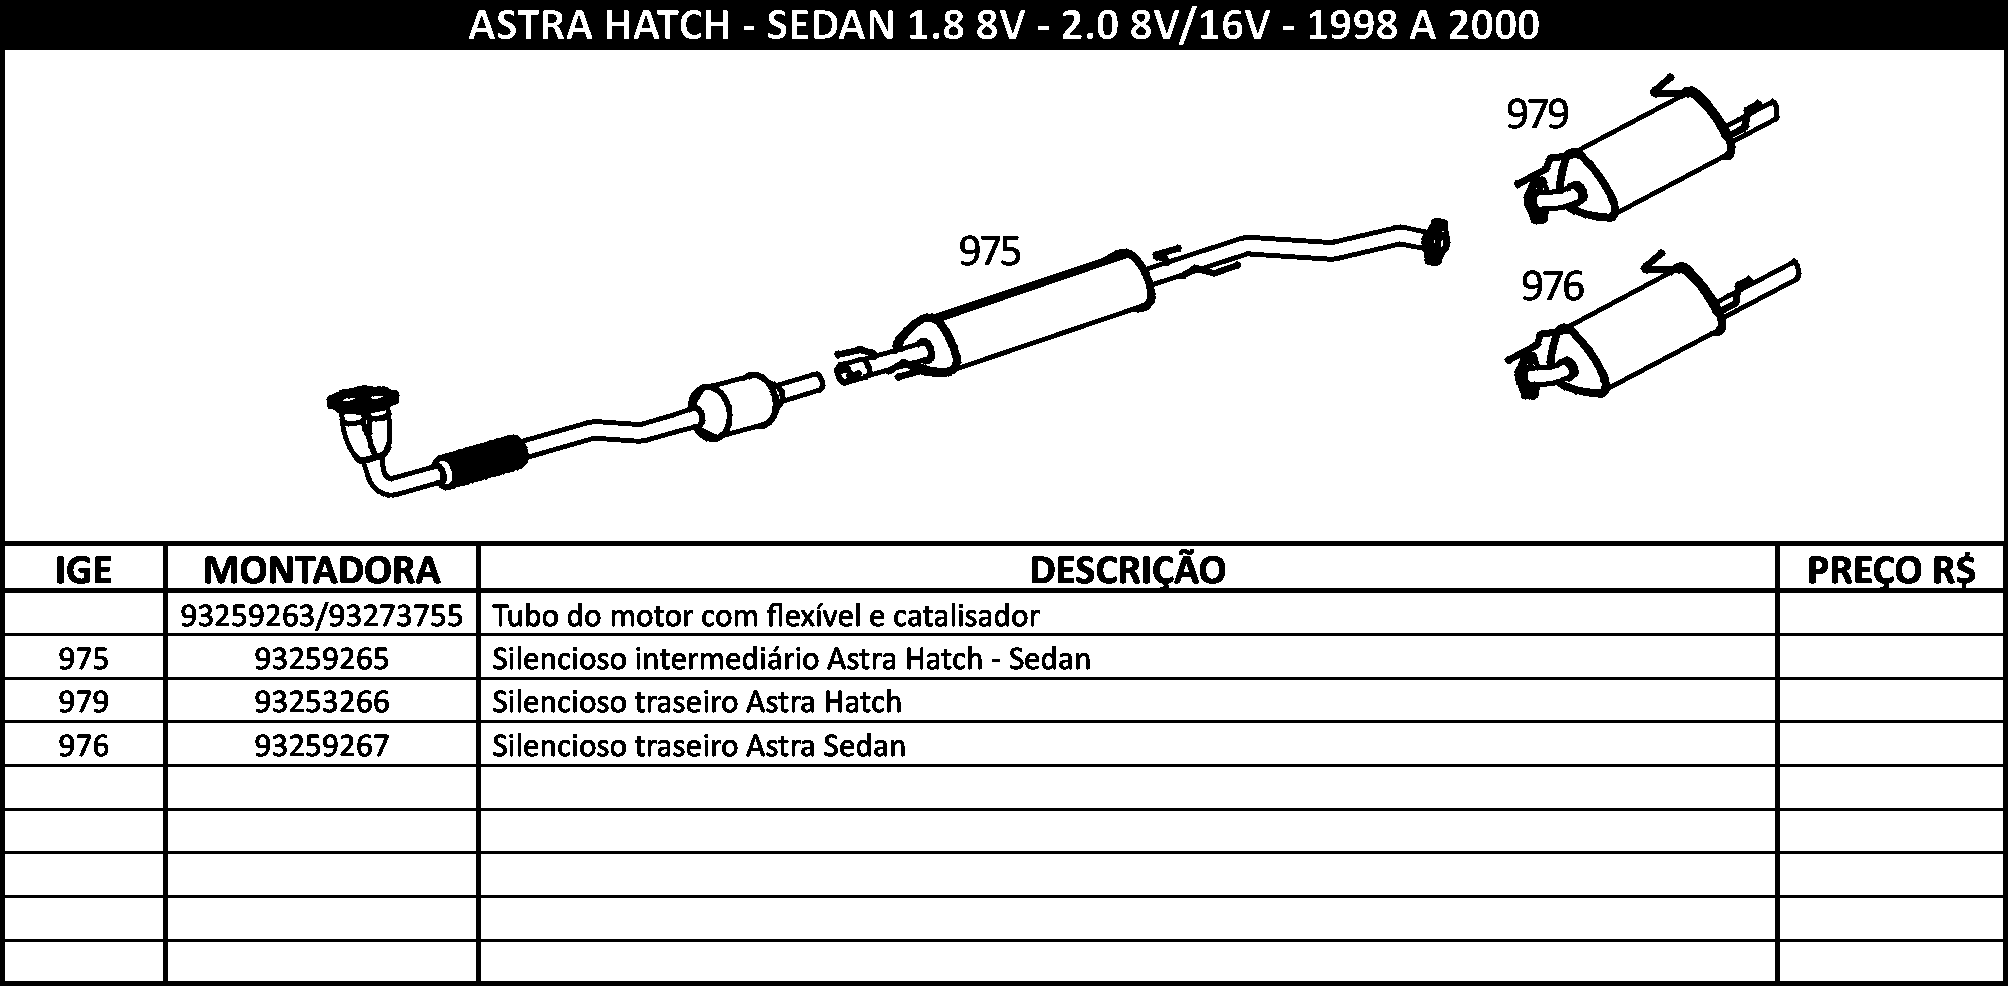 ASTRA HATCH - SEDAN 1.8 8V - 2.0 8V/16V - 1998 A 2000
979
975
976
IGE MONTADORA DESCRIÇÃO PREÇO R$
93259263/93273755 Tubo do motor com flexível e catalisador
975 93259265 Silencioso intermediário Astra Hatch - Sedan
979 93253266 Silencioso traseiro Astra Hatch
976 93259267 Silencioso traseiro Astra Sedan